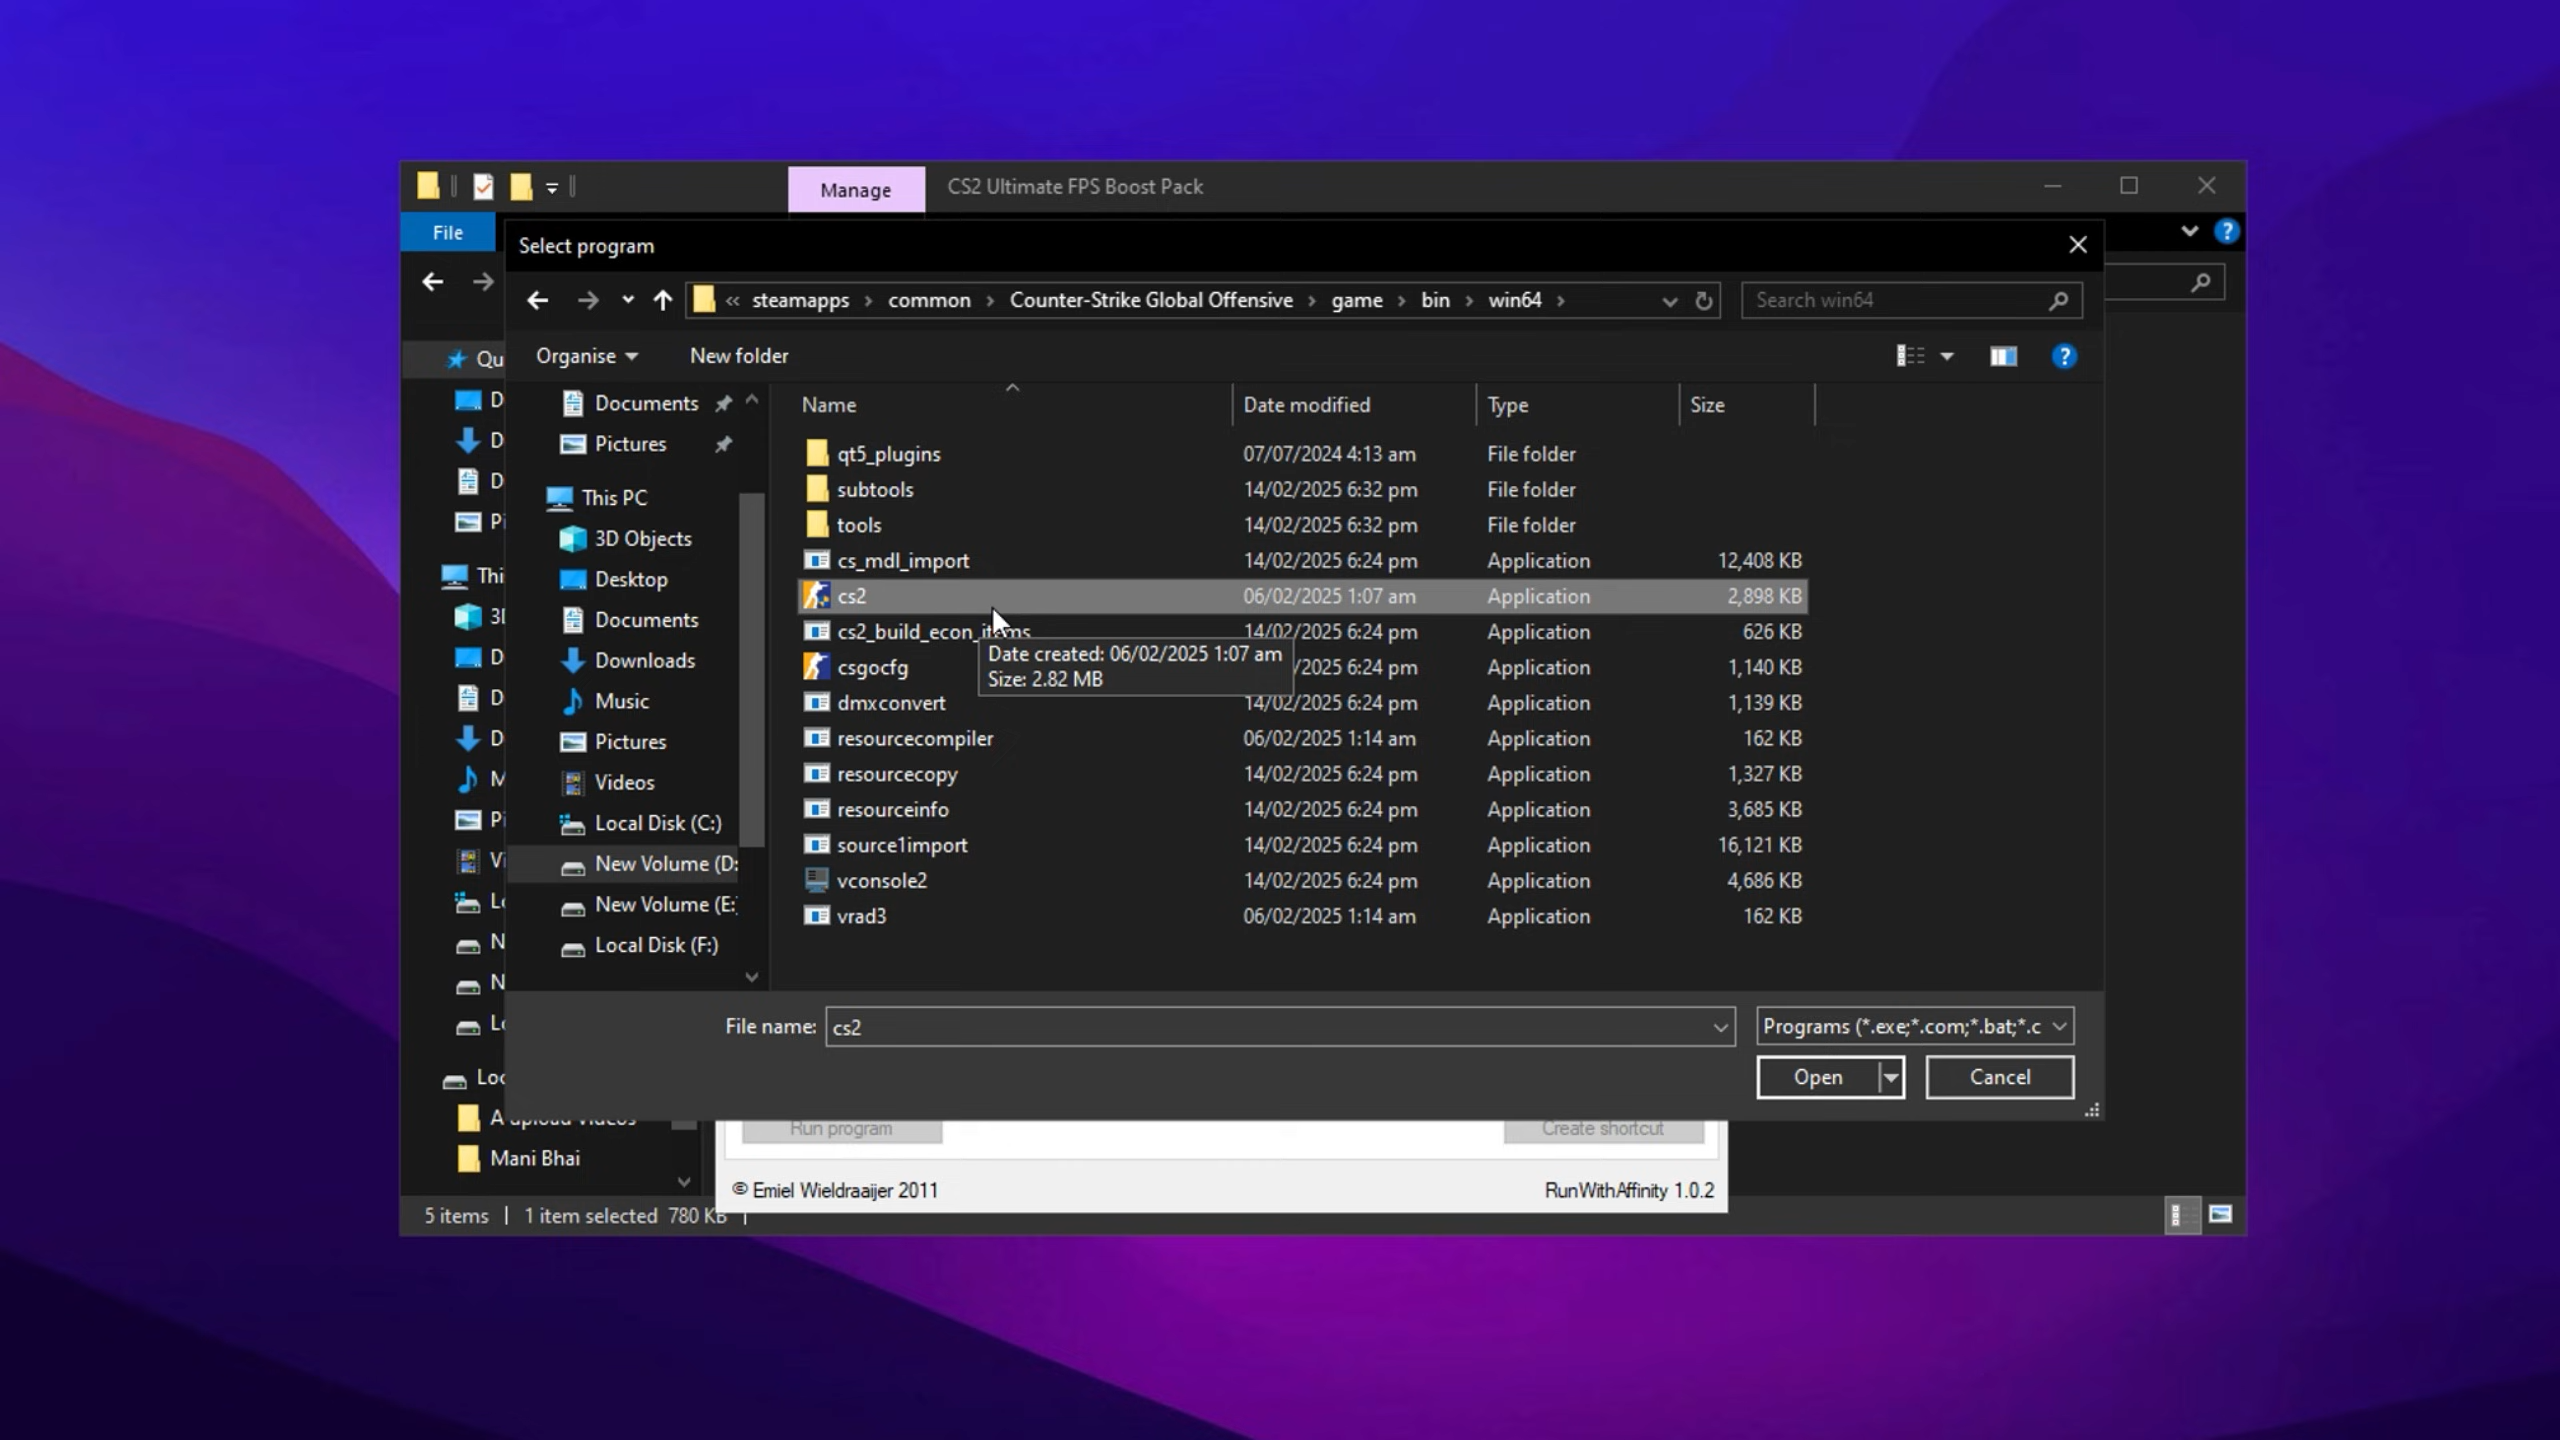 Manage
CS2 Ultimate FPS Boost Pack
File
Select program
« steamapps › common › Counter-Strike Global Offensive › game › bin › win64 ›
Search win64
Organise
New folder
Name
Date modified
Type
Size
Documents
Pictures
This PC
3D Objects
Desktop
Documents
Downloads
Music
Pictures
Videos
Local Disk (C:)
New Volume (D:
New Volume (E:
Local Disk (F:)
qt5_plugins 07/07/2024 4:13 am File folder
subtools 14/02/2025 6:32 pm File folder
tools 14/02/2025 6:32 pm File folder
cs_mdl_import 14/02/2025 6:24 pm Application 12,408 KB
cs2 06/02/2025 1:07 am Application 2,898 KB
cs2_build_econ_items 14/02/2025 6:24 pm Application 626 KB
csgocfg /02/2025 6:24 pm Application 1,140 KB
dmxconvert 14/02/2025 6:24 pm Application 1,139 KB
resourcecompiler 06/02/2025 1:14 am Application 162 KB
resourcecopy 14/02/2025 6:24 pm Application 1,327 KB
resourceinfo 14/02/2025 6:24 pm Application 3,685 KB
source1import 14/02/2025 6:24 pm Application 16,121 KB
vconsole2 14/02/2025 6:24 pm Application 4,686 KB
vrad3 06/02/2025 1:14 am Application 162 KB
Date created: 06/02/2025 1:07 am
Size: 2.82 MB
File name: cs2
Programs (*.exe;*.com;*.bat;*.c
Open
Cancel
Qu
D
D
D
Pi
Thi
3D
D
D
D
M
Pi
Vi
Lo
N
N
Lo
Loc
A upload Videos
Mani Bhai
Run program
Create shortcut
© Emiel Wieldraaijer 2011
RunWithAffinity 1.0.2
5 items
1 item selected 780 KB